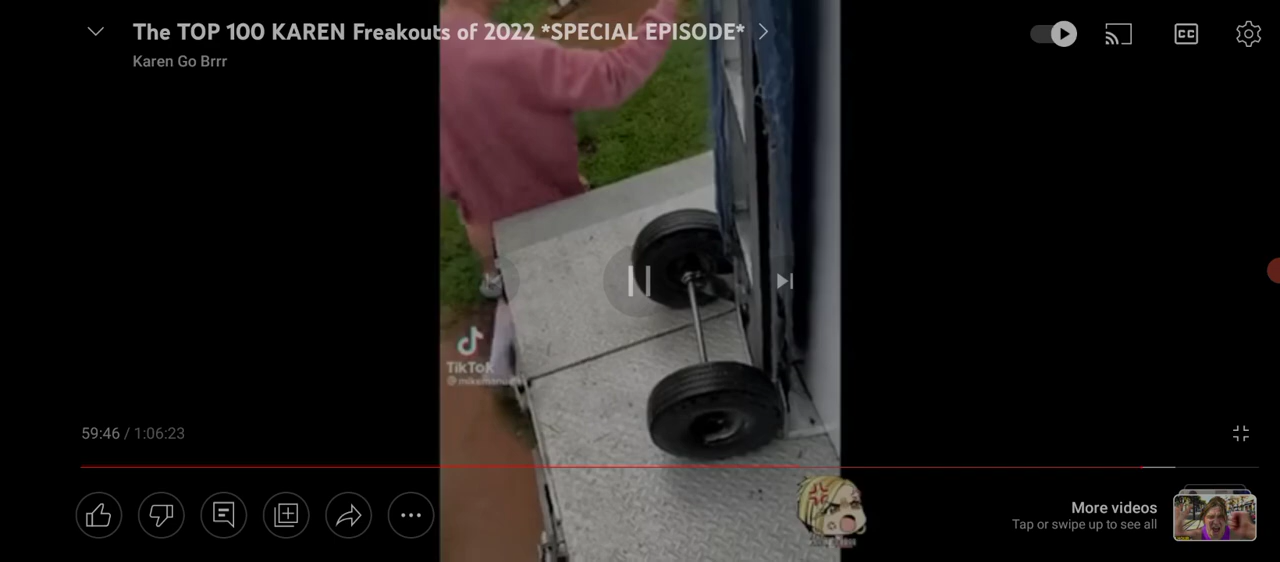 The TOP 100 KAREN Freakouts of 2022 *SPECIAL EPISODE*
Karen Go Brrr
CC
TikTok
59:46 / 1:06:23
More videos
Tap or swipe up to see all